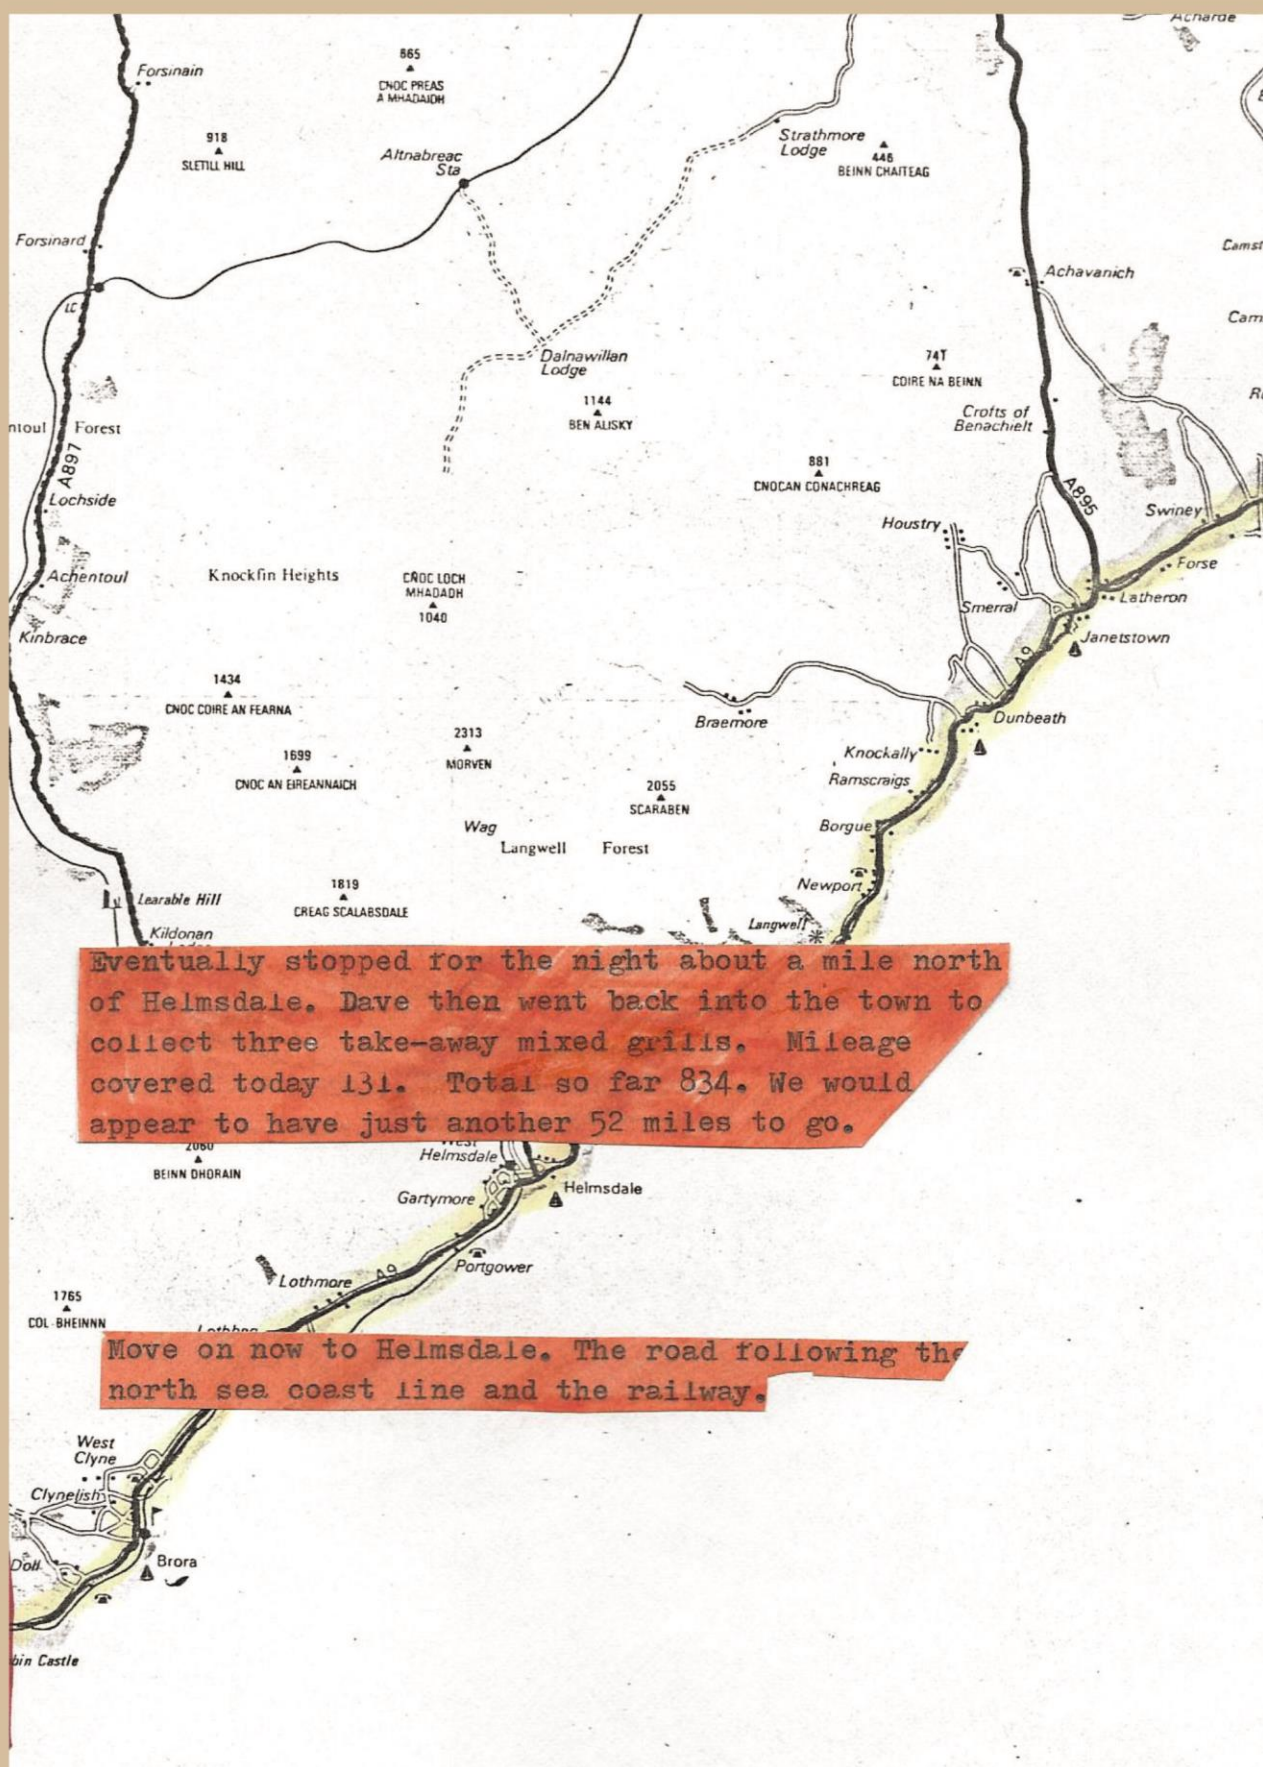 Acharde
Forsinain
865
CNOC PREAS
A MHADAIDH
918
SLETILL HILL
Altnabreac
Sta
Strathmore
Lodge
446
BEINN CHAITEAG
Forsinard
LC
Achavanich
Camst
Cam
Dalnawillan
Lodge
741
COIRE NA BEINN
1144
BEN ALISKY
Crofts of
Benachielt
ntoul Forest
A897
881
CNOCAN CONACHREAG
A895
Lochside
Swiney
Houstry
Forse
Achentoul
Knockfin Heights
CNOC LOCH
MHADADH
1040
Smerral
Latheron
Kinbrace
Janetstown
A9
1434
CNOC COIRE AN FEARNA
Braemore
Dunbeath
2313
MORVEN
1699
CNOC AN EIREANNAICH
Knockally
Ramscraigs
2055
SCARABEN
Wag
Borgue
Langwell Forest
Newport
1819
CREAG SCALABSDALE
Learable Hill
Langwell
Kildonan
Eventually stopped for the night about a mile north
of Helmsdale. Dave then went back into the town to
collect three take-away mixed grills. Mileage
covered today 131. Total so far 834. We would
appear to have just another 52 miles to go.
2060
BEINN DHORAIN
West
Helmsdale
Helmsdale
Gartymore
Portgower
A9
Lothmore
1765
COL-BHEINNN
Move on now to Helmsdale. The road following the
north sea coast line and the railway.
West
Clyne
Clynelish
Doll
Brora
bin Castle